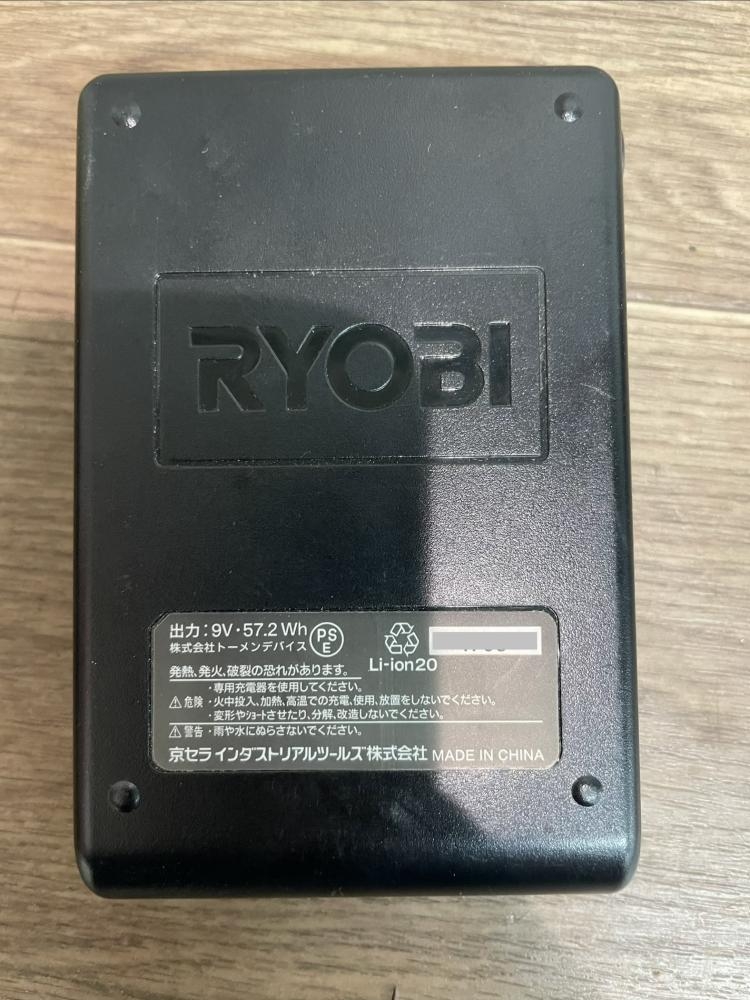 RYOBI
出力：9V・57.2Wh
株式会社トーメンデバイス
PS
E
Li-ion20
発熱、発火、破裂の恐れがあります。
・専用充電器を使用してください。
⚠危険・火中投入、加熱、高温での充電、使用、放置をしないでください。
・変形やショートさせたり、分解、改造しないでください。
⚠警告・雨や水にぬらさないでください。
京セラ インダストリアルツールズ株式会社 MADE IN CHINA